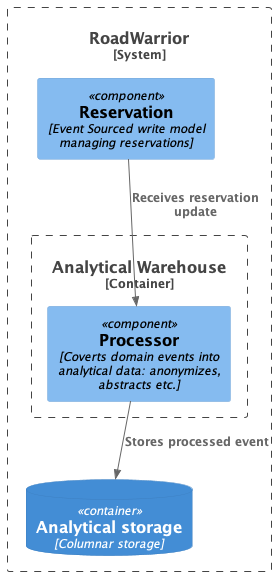 RoadWarrior
[System]
«component»
Reservation
[Event Sourced write model
managing reservations]
Receives reservation
update
Analytical Warehouse
[Container]
«component»
Processor
[Coverts domain events into
analytical data: anonymizes,
abstracts etc.]
Stores processed event
«container»
Analytical storage
[Columnar storage]